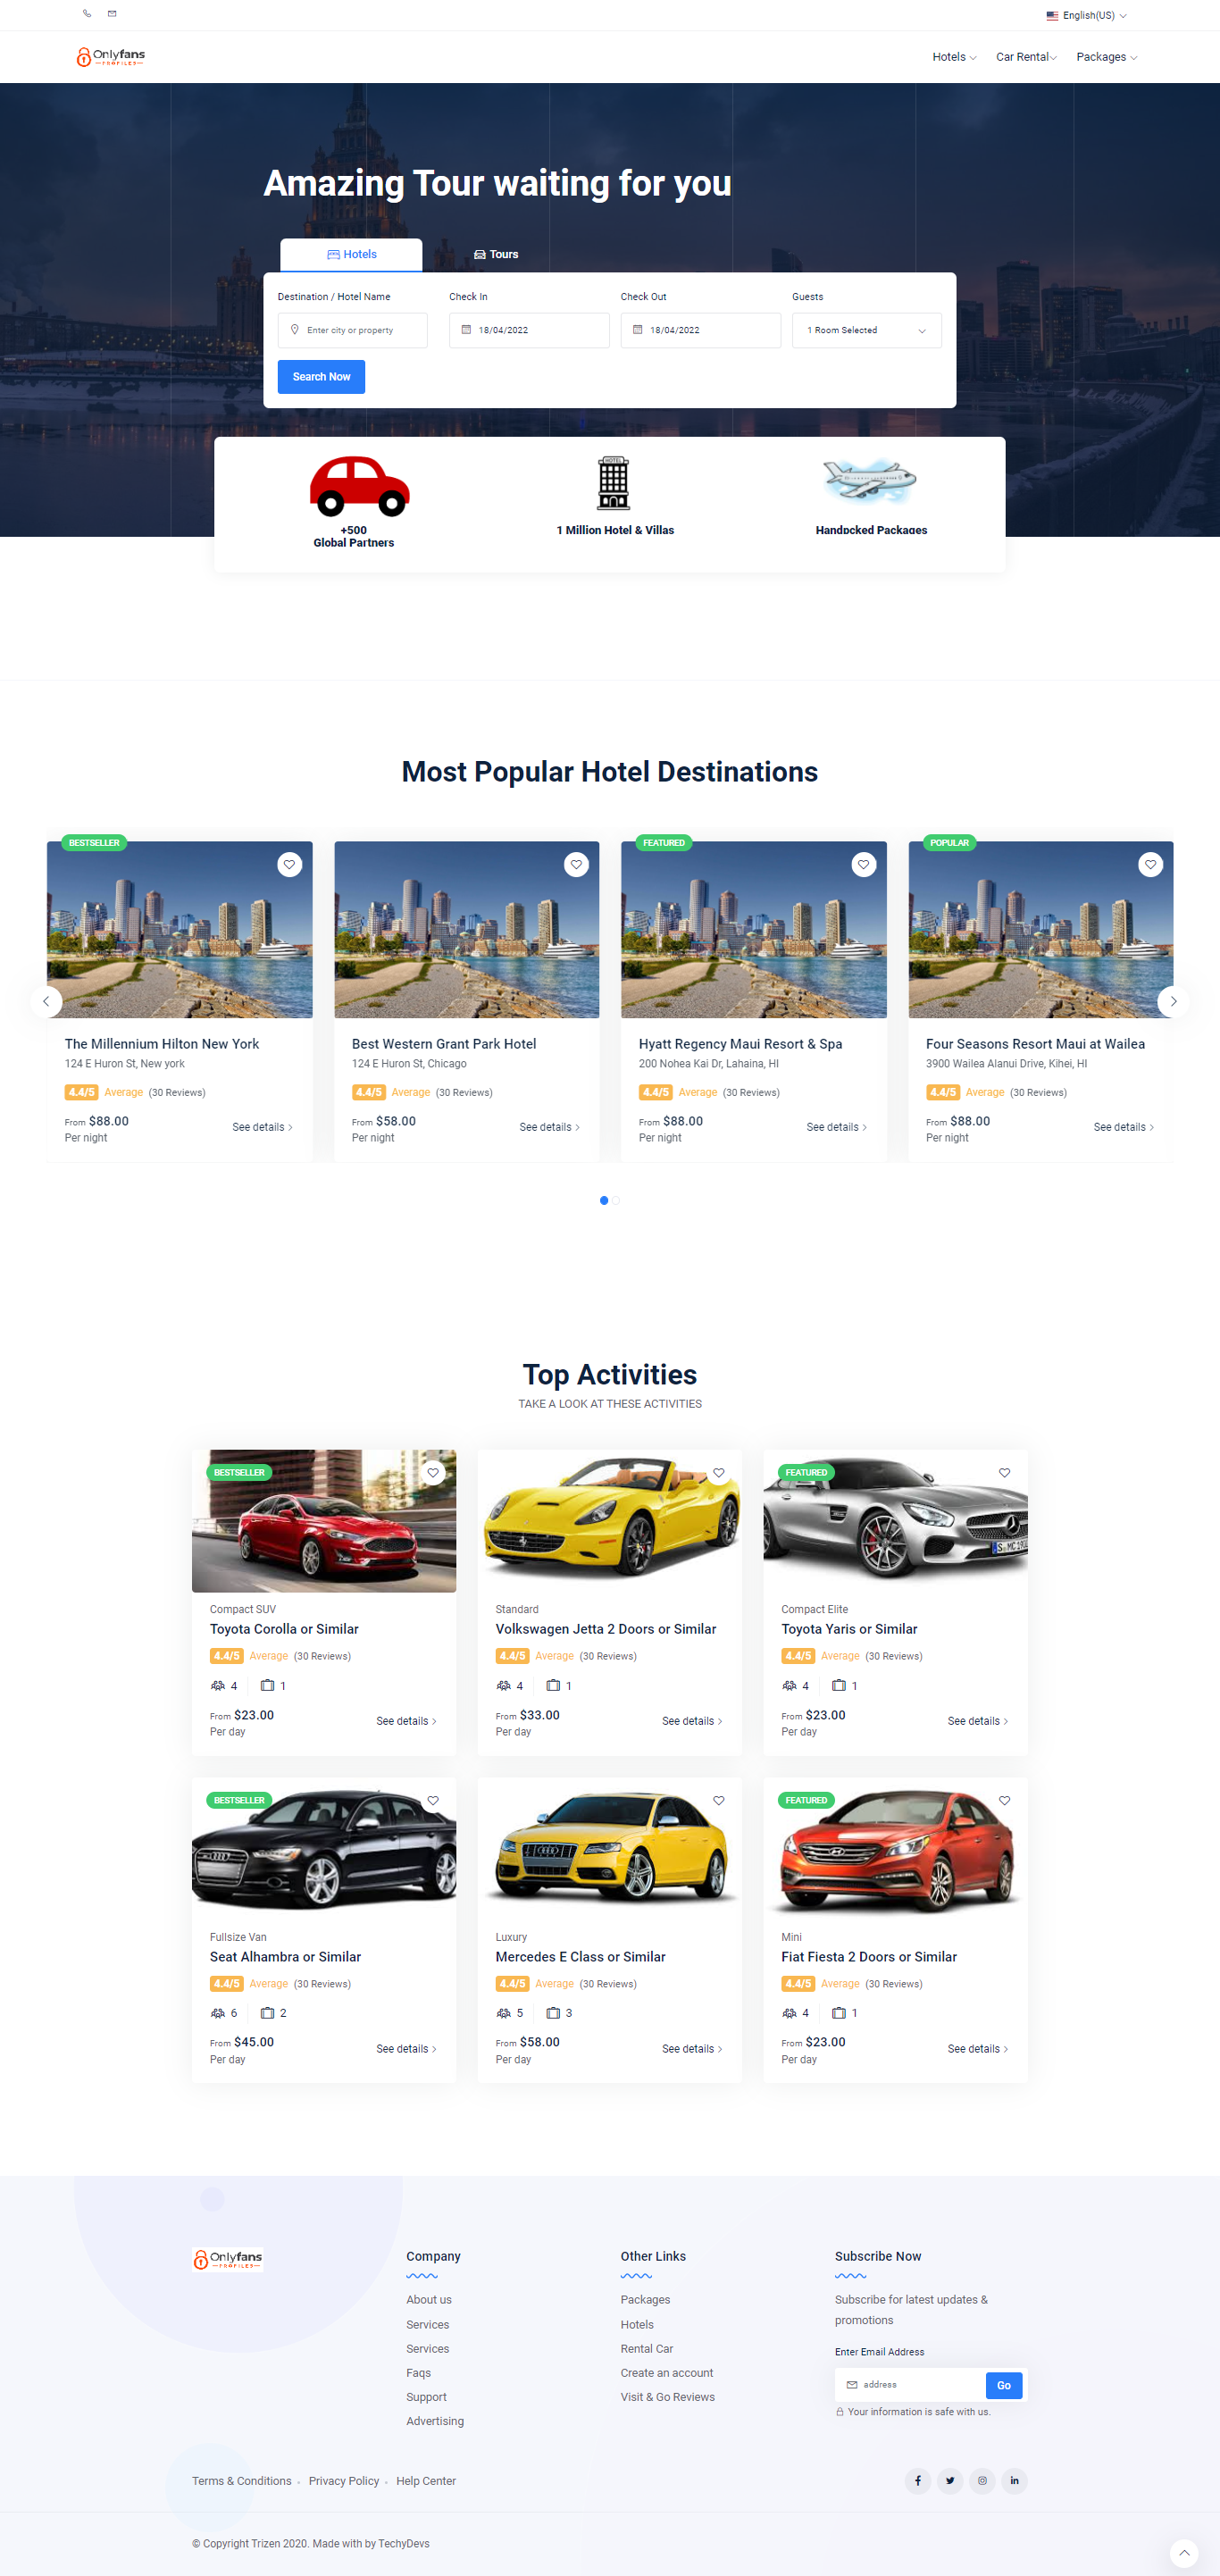 English(US)
Onlyfans
PROFILES
Hotels
Car Rental
Packages
Amazing Tour waiting for you
Hotels
Tours
Destination / Hotel Name
Check In
Check Out
Guests
Enter city or property
18/04/2022
18/04/2022
1 Room Selected
Search Now
HOTEL
+500
Global Partners
1 Million Hotel & Villas
Handpcked Packages
Most Popular Hotel Destinations
BESTSELLER
FEATURED
POPULAR
The Millennium Hilton New York
124 E Huron St, New york
4.4/5 Average (30 Reviews)
From $88.00
Per night
See details
Best Western Grant Park Hotel
124 E Huron St, Chicago
4.4/5 Average (30 Reviews)
From $58.00
Per night
See details
Hyatt Regency Maui Resort & Spa
200 Nohea Kai Dr, Lahaina, HI
4.4/5 Average (30 Reviews)
From $88.00
Per night
See details
Four Seasons Resort Maui at Wailea
3900 Wailea Alanui Drive, Kihei, HI
4.4/5 Average (30 Reviews)
From $88.00
Per night
See details
Top Activities
TAKE A LOOK AT THESE ACTIVITIES
BESTSELLER
Compact SUV
Toyota Corolla or Similar
4.4/5 Average (30 Reviews)
4 1
From $23.00
Per day
See details
Standard
Volkswagen Jetta 2 Doors or Similar
4.4/5 Average (30 Reviews)
4 1
From $33.00
Per day
See details
FEATURED
Compact Elite
Toyota Yaris or Similar
4.4/5 Average (30 Reviews)
4 1
From $23.00
Per day
See details
BESTSELLER
Fullsize Van
Seat Alhambra or Similar
4.4/5 Average (30 Reviews)
6 2
From $45.00
Per day
See details
Luxury
Mercedes E Class or Similar
4.4/5 Average (30 Reviews)
5 3
From $58.00
Per day
See details
FEATURED
Mini
Fiat Fiesta 2 Doors or Similar
4.4/5 Average (30 Reviews)
4 1
From $23.00
Per day
See details
Onlyfans
PROFILES
Company
About us
Services
Services
Faqs
Support
Advertising
Other Links
Packages
Hotels
Rental Car
Create an account
Visit & Go Reviews
Subscribe Now
Subscribe for latest updates &
promotions
Enter Email Address
address
Go
Your information is safe with us.
Terms & Conditions
Privacy Policy
Help Center
© Copyright Trizen 2020. Made with by TechyDevs